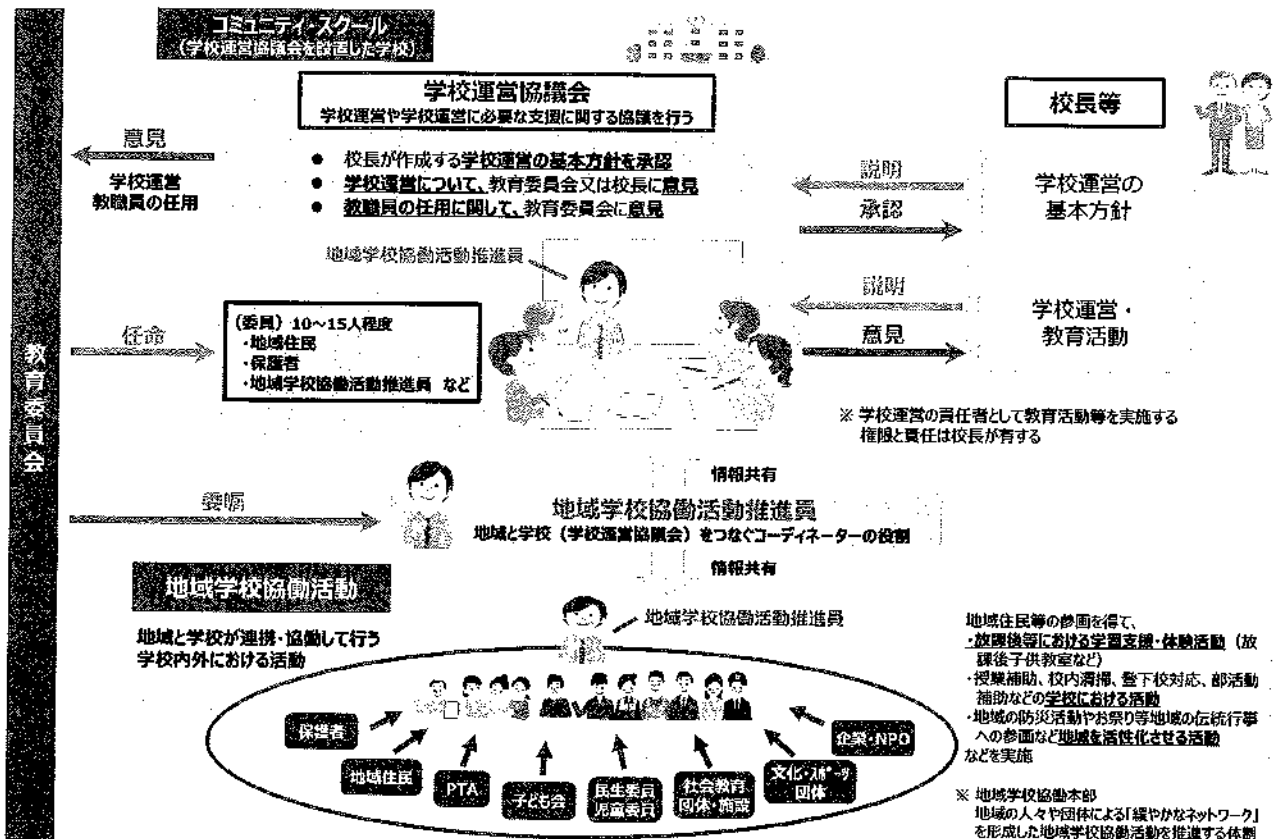 コミュニティ・スクール
(学校運営協議会を設置した学校)
学校運営協議会
学校運営や学校運営に必要な支援に関する協議を行う
校長等
意見
学校運営
教職員の任用
● 校長が作成する学校運営の基本方針を承認
● 学校運営について、教育委員会又は校長に意見
● 教職員の任用に関して、教育委員会に意見
説明
承認
学校運営の
基本方針
地域学校協働活動推進員
説明
意見
学校運営・
教育活動
任命
(委員) 10~15人程度
・地域住民
・保護者
・地域学校協働活動推進員 など
教育委員会
※ 学校運営の責任者として教育活動等を実施する
権限と責任は校長が有する
情報共有
委嘱
地域学校協働活動推進員
地域と学校(学校運営協議会)をつなぐコーディネーターの役割
情報共有
地域学校協働活動
地域と学校が連携・協働して行う
学校内外における活動
地域学校協働活動推進員
保護者
地域住民
PTA
子ども会
民生委員
児童委員
社会教育
団体・施設
文化・スポーツ
団体
企業・NPO
地域住民等の参画を得て、
・放課後等における学習支援・体験活動(放
課後子供教室など)
・授業補助、校内清掃、登下校対応、部活動
補助などの学校における活動
・地域の防災活動やお祭り等地域の伝統行事
への参画など地域を活性化させる活動
などを実施
※ 地域学校協働本部
地域の人々や団体による「緩やかなネットワーク」
を形成した地域学校協働活動を推進する体制